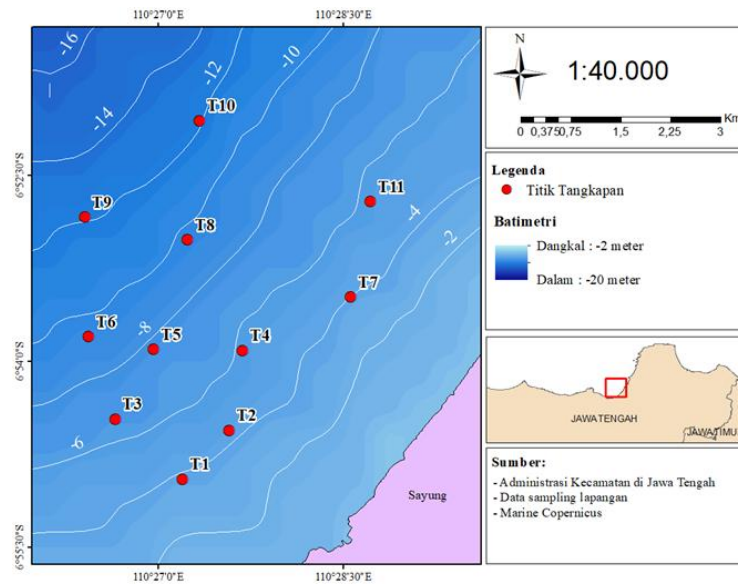 110°27'0"E
110°28'30"E
-16
-14
-12
-10
T10
T11
T9
T8
-4
-2
T7
T6
-8
T5
T4
T3
T2
-6
T1
Sayung
6°52'30"S
6°54'0"S
6°55'30"S
110°27'0"E
110°28'30"E
N
1:40.000
Km
0 0,375 0,75 1,5 2,25 3
Legenda
Titik Tangkapan
Batimetri
Dangkal : -2 meter
Dalam : -20 meter
JAWA TENGAH
JAWA TIMU
Sumber:
- Administrasi Kecamatan di Jawa Tengah
- Data sampling lapangan
- Marine Copernicus